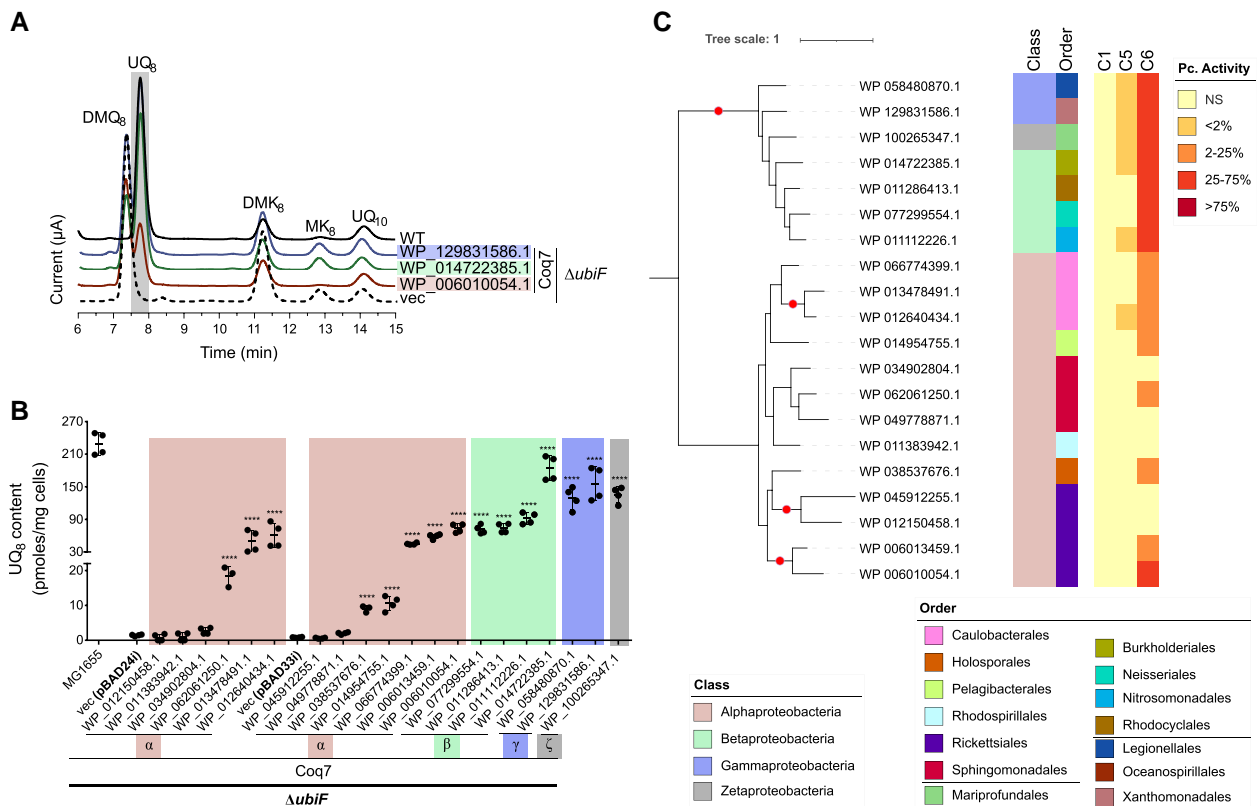 A
UQ8
DMQ8
DMK8
MK8
UQ10
WT
WP_129831586.1
WP_014722385.1
WP_006010054.1
vec
Coq7
ΔubiF
Current (µA)
6 7 8 9 10 11 12 13 14 15
Time (min)
B
UQ8 content
(pmoles/mg cells)
270
210
150
90
30
20
10
0
**** **** **** **** **** **** **** **** **** **** **** **** **** **** ****
MG1655
vec (pBAD24i)
WP_012150458.1
WP_011383942.1
WP_034902804.1
WP_062061250.1
WP_013478491.1
WP_012640434.1
vec (pBAD33i)
WP_045912255.1
WP_049778871.1
WP_038537676.1
WP_014954755.1
WP_066774399.1
WP_006013459.1
WP_006010054.1
WP_077299554.1
WP_011286413.1
WP_011112226.1
WP_014722385.1
WP_058480870.1
WP_129831586.1
WP_100265347.1
α α β γ ζ
Coq7
ΔubiF
C
Tree scale: 1
Class Order C1 C5 C6
WP 058480870.1
WP 129831586.1
WP 100265347.1
WP 014722385.1
WP 011286413.1
WP 077299554.1
WP 011112226.1
WP 066774399.1
WP 013478491.1
WP 012640434.1
WP 014954755.1
WP 034902804.1
WP 062061250.1
WP 049778871.1
WP 011383942.1
WP 038537676.1
WP 045912255.1
WP 012150458.1
WP 006013459.1
WP 006010054.1
Pc. Activity
NS
<2%
2-25%
25-75%
>75%
Class
Alphaproteobacteria
Betaproteobacteria
Gammaproteobacteria
Zetaproteobacteria
Order
Caulobacterales
Holosporales
Pelagibacterales
Rhodospirillales
Rickettsiales
Sphingomonadales
Mariprofundales
Burkholderiales
Neisseriales
Nitrosomonadales
Rhodocyclales
Legionellales
Oceanospirillales
Xanthomonadales